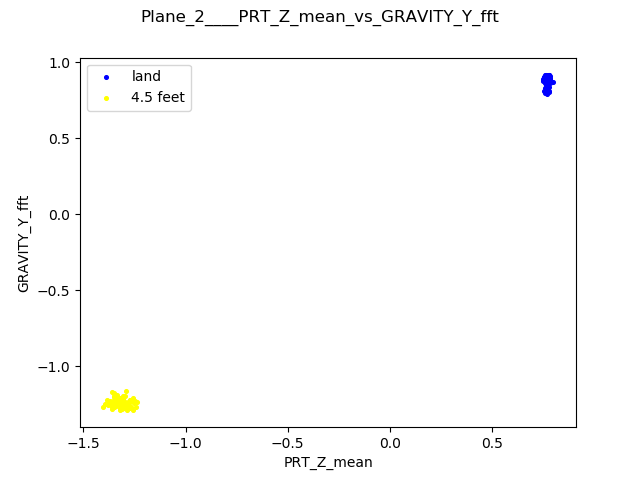 Plane_2____PRT_Z_mean_vs_GRAVITY_Y_fft
land
4.5 feet
1.0
0.5
0.0
−0.5
−1.0
GRAVITY_Y_fft
−1.5
−1.0
−0.5
0.0
0.5
PRT_Z_mean